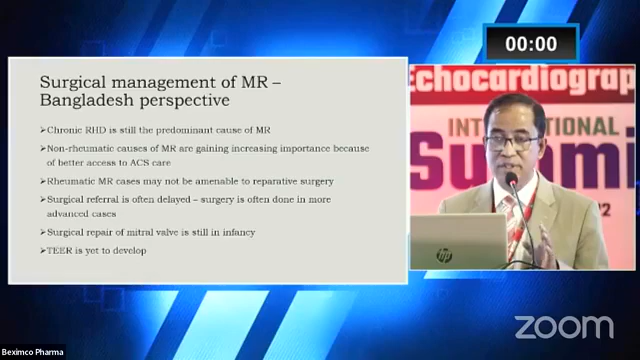 00:00
Surgical management of MR –
Bangladesh perspective
➢Chronic RHD is still the predominant cause of MR
➢Non-rheumatic causes of MR are gaining increasing importance because
of better access to ACS care
➢Rheumatic MR cases may not be amenable to reparative surgery
➢Surgical referral is often delayed – surgery is often done in more
advanced cases
➢Surgical repair of mitral valve is still in infancy
➢TEER is yet to develop
Echocardiograp
INT TIONAL
Summi
hp
Beximco Pharma
zoom